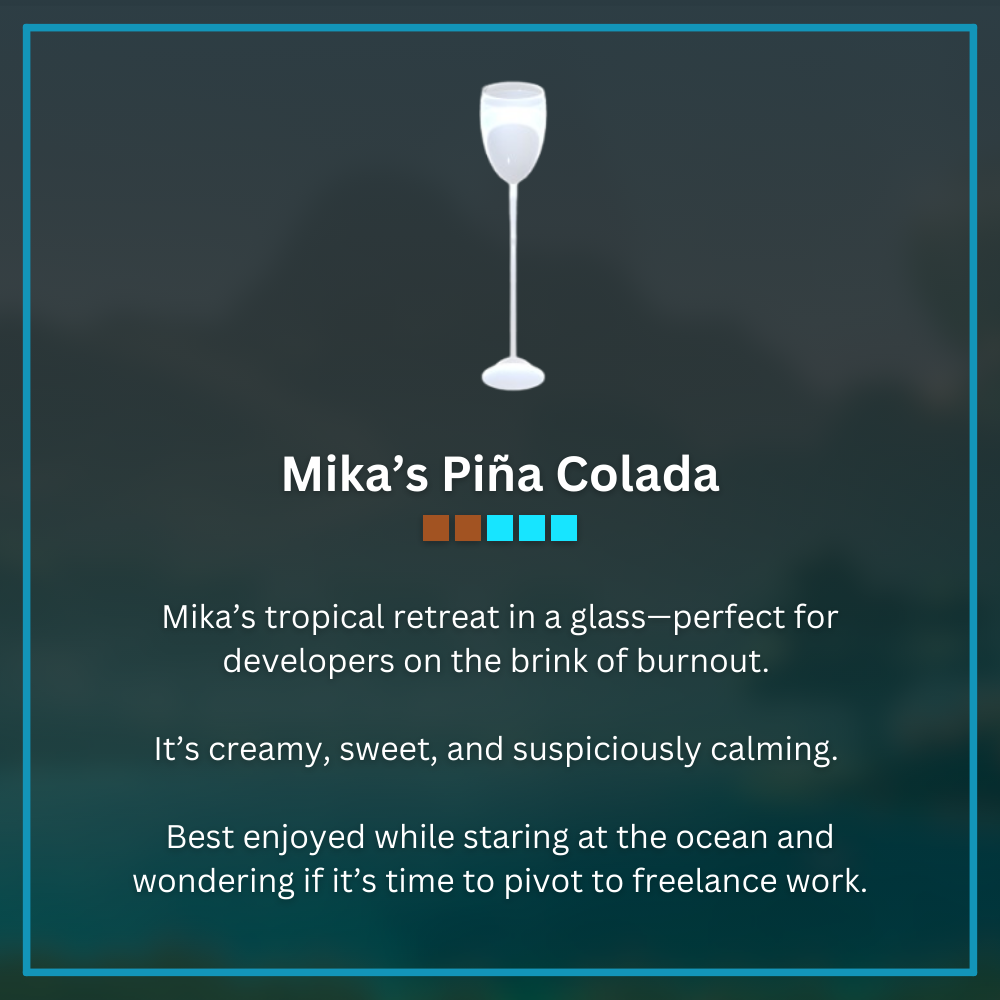 Mika’s Piña Colada
Mika’s tropical retreat in a glass—perfect for
developers on the brink of burnout.
It’s creamy, sweet, and suspiciously calming.
Best enjoyed while staring at the ocean and
wondering if it’s time to pivot to freelance work.